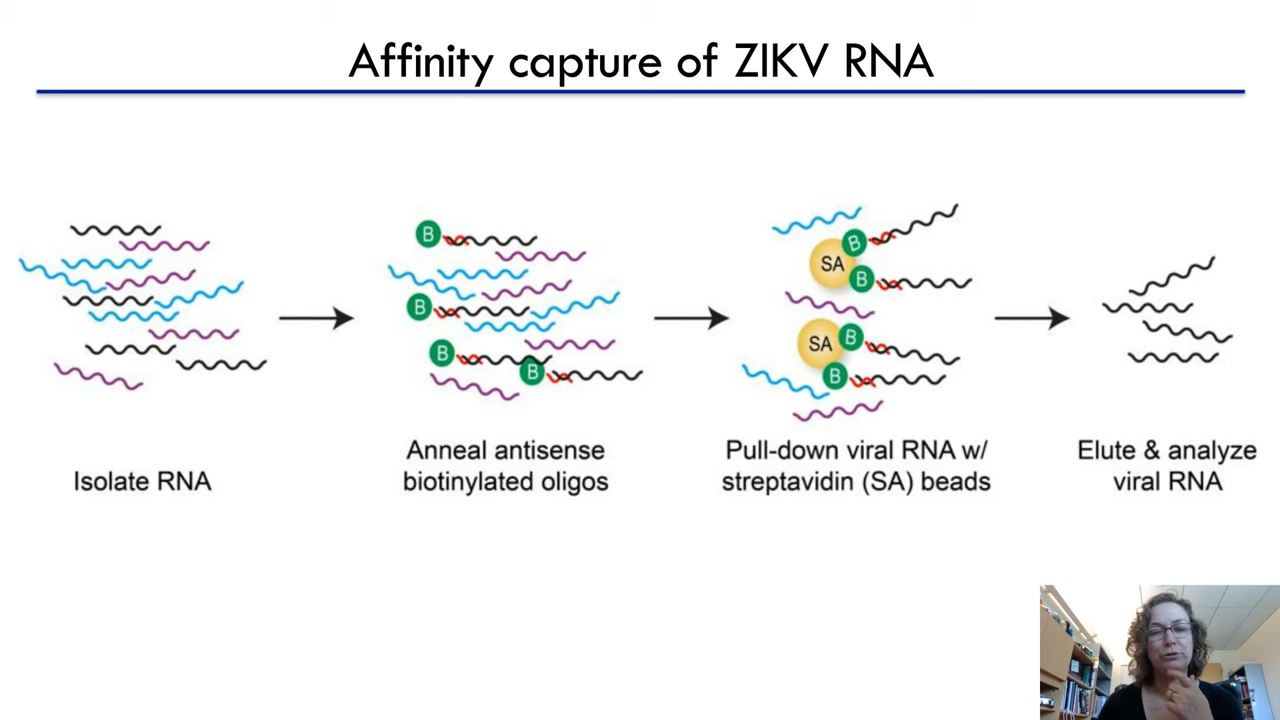 Affinity capture of ZIKV RNA
B
B
B
B
SA
B
B
SA
B
B
Isolate RNA
Anneal antisense
biotinylated oligos
Pull-down viral RNA w/
streptavidin (SA) beads
Elute & analyze
viral RNA